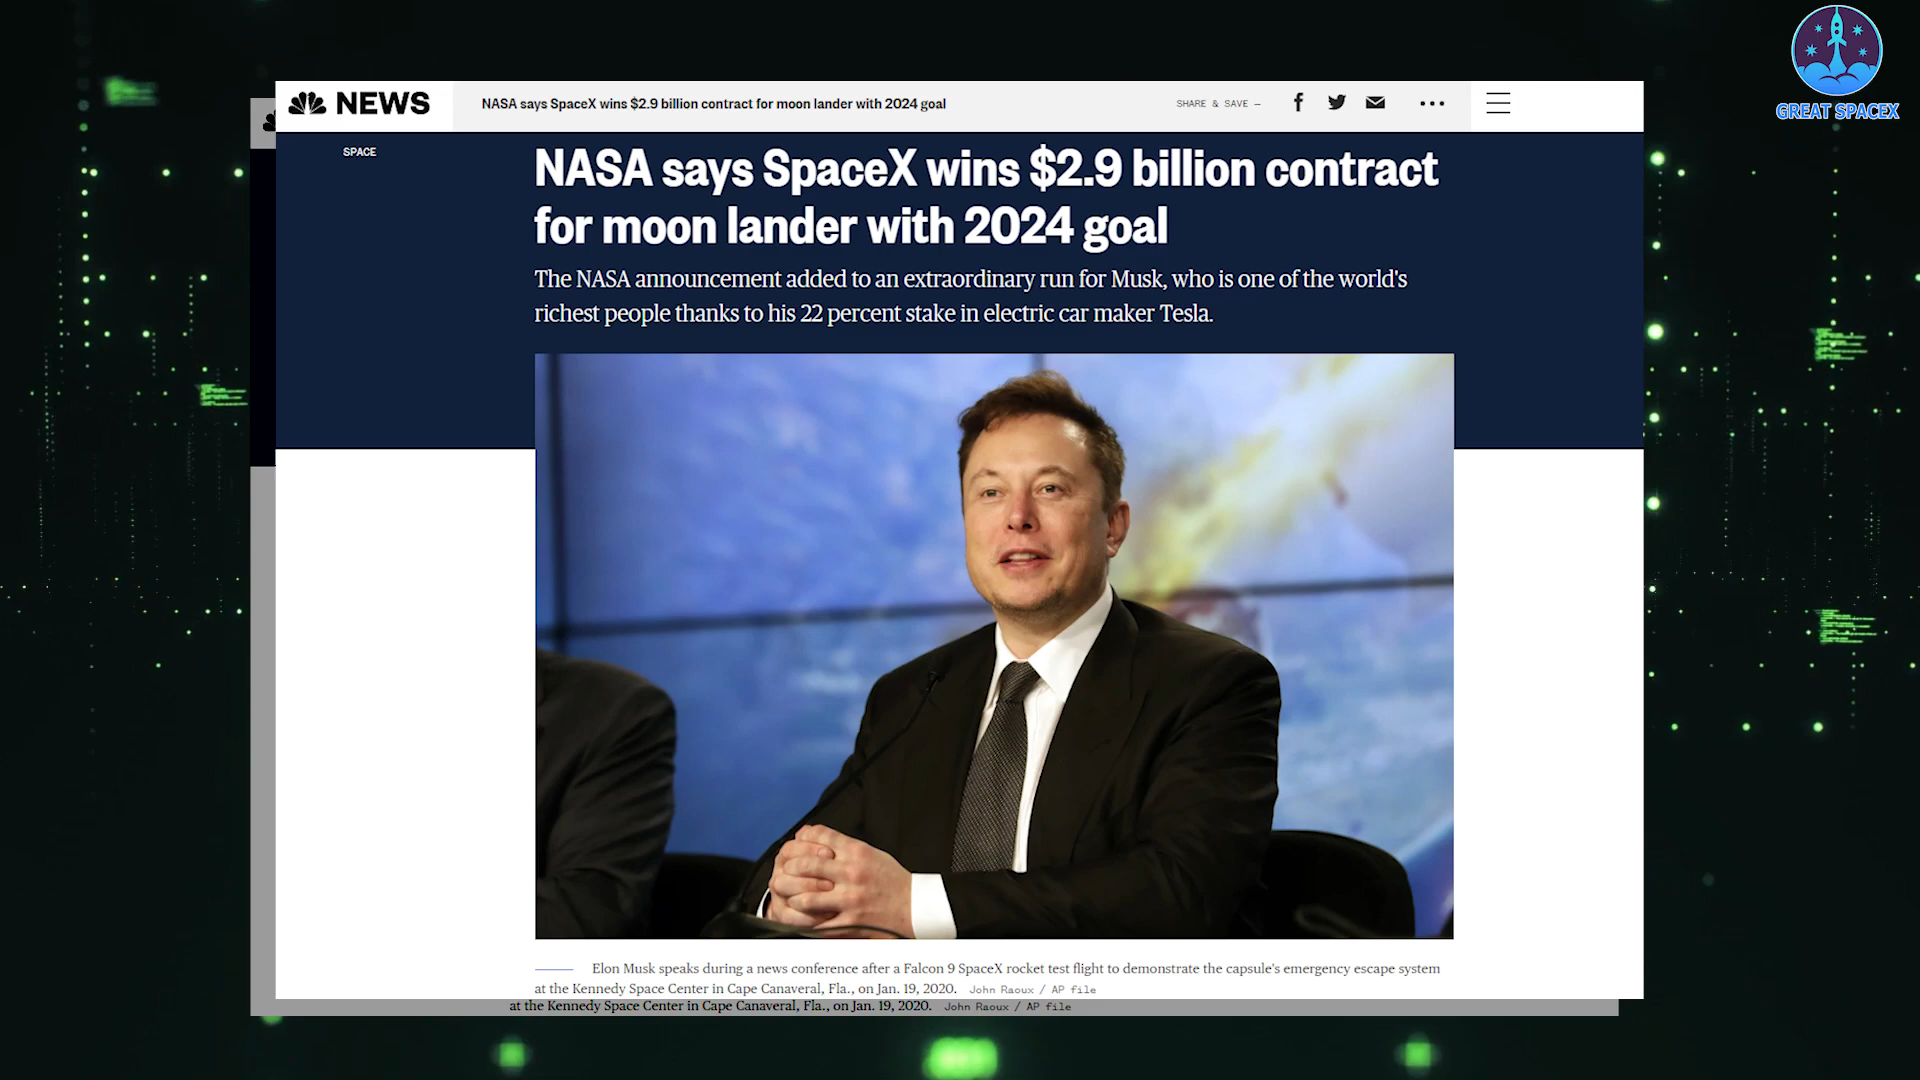 GREAT SPACEX
NEWS
NASA says SpaceX wins $2.9 billion contract for moon lander with 2024 goal
SHARE & SAVE —
SPACE
NASA says SpaceX wins $2.9 billion contract
for moon lander with 2024 goal
The NASA announcement added to an extraordinary run for Musk, who is one of the world's
richest people thanks to his 22 percent stake in electric car maker Tesla.
Elon Musk speaks during a news conference after a Falcon 9 SpaceX rocket test flight to demonstrate the capsule's emergency escape system
at the Kennedy Space Center in Cape Canaveral, Fla., on Jan. 19, 2020. John Raoux / AP file
at the Kennedy Space Center in Cape Canaveral, Fla., on Jan. 19, 2020. John Raoux / AP file